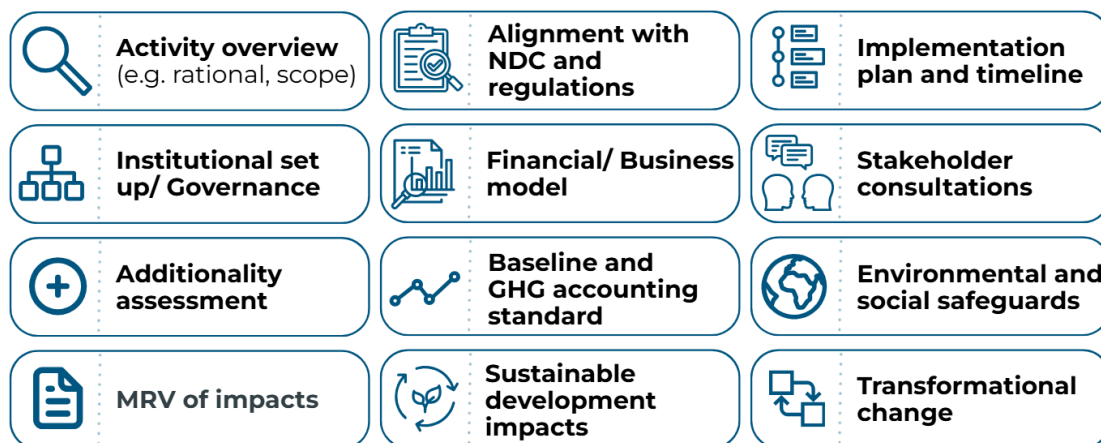 Activity overview
(e.g. rational, scope)
Alignment with
NDC and
regulations
Implementation
plan and timeline
Institutional set
up/ Governance
Financial/ Business
model
Stakeholder
consultations
Additionality
assessment
Baseline and
GHG accounting
standard
Environmental and
social safeguards
MRV of impacts
Sustainable
development
impacts
Transformational
change